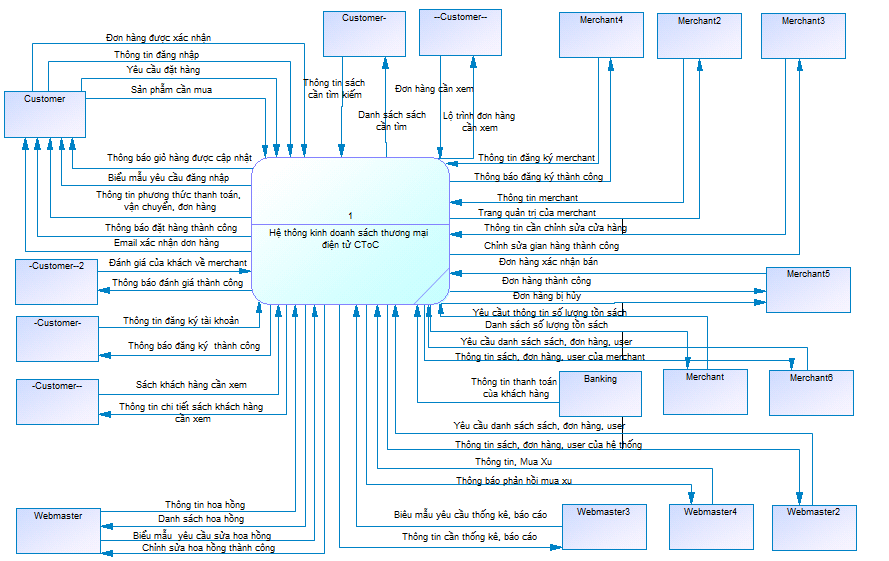 Customer-
--Customer--
Merchant4
Merchant2
Merchant3
Đơn hàng được xác nhận
Thông tin đăng nhập
Yêu cầu đặt hàng
Sản phẩm cần mua
Customer
Thông tin sách
cần tìm kiếm
Đơn hàng cần xem
Danh sách sách
cần tìm
Lộ trình đơn hàng
cần xem
Thông báo giỏ hàng được cập nhật
Biểu mẫu yêu cầu đăng nhập
Thông tin phương thức thanh toán,
vận chuyển, đơn hàng
Thông báo đặt hàng thành công
Email xác nhận dơn hàng
Thông tin đăng ký merchant
Thông báo đăng ký thành công
Thông tin merchant
Trang quản trị của merchant
Thông tin cần chỉnh sửa cửa hàng
Chỉnh sửa gian hàng thành công
1
Hệ thông kinh doanh sách thương mại
điện tử CToC
-Customer--2
Đánh giá của khách về merchant
Thông báo đánh giá thành công
Đơn hàng xác nhận bán
Đơn hàng thành công
Đơn hàng bị hủy
Merchant5
-Customer-
Thông tin đăng ký tài khoản
Thông báo đăng ký thành công
Yêu cầut thông tin số lượng tồn sách
Danh sách số lượng tồn sách
Yêu cầu danh sách sách, đơn hàng, user
Thông tin sách, đơn hàng, user của merchant
-Customer--
Sách khách hàng cần xem
Thông tin chi tiết sách khách hàng
cần xem
Thông tin thanh toán
của khách hàng
Banking
Merchant
Merchant6
Yêu cầu danh sách sách, đơn hàng, user
Thông tin sách, đơn hàng, user của hệ thống
Thông tin, Mua Xu
Thông báo phản hồi mua xu
Webmaster
Thông tin hoa hồng
Danh sách hoa hồng
Biểu mẫu yêu cầu sửa hoa hồng
Chỉnh sửa hoa hồng thành công
Biêu mẫu yêu cầu thống kê, báo cáo
Thông tin cần thống kê, báo cáo
Webmaster3
Webmaster4
Webmaster2